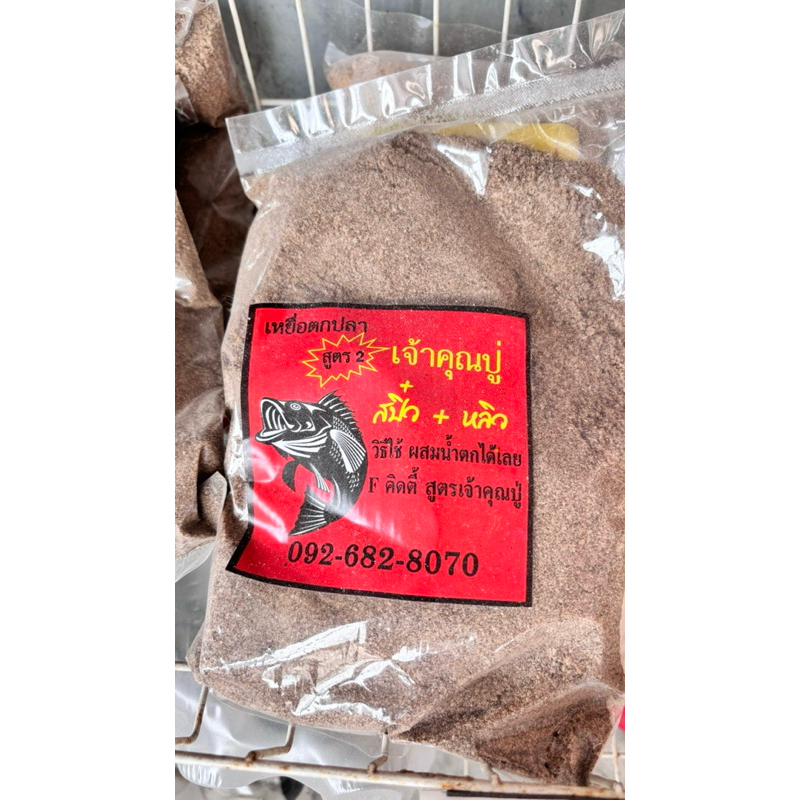 เหยื่อตกปลา
สูตร 2 เจ้าคุณปู่
+
สปิว + หลิว
วิธีใช้ ผสมน้ำตกได้เลย
F คิดตี้ สูตรเจ้าคุณปู่
092-682-8070